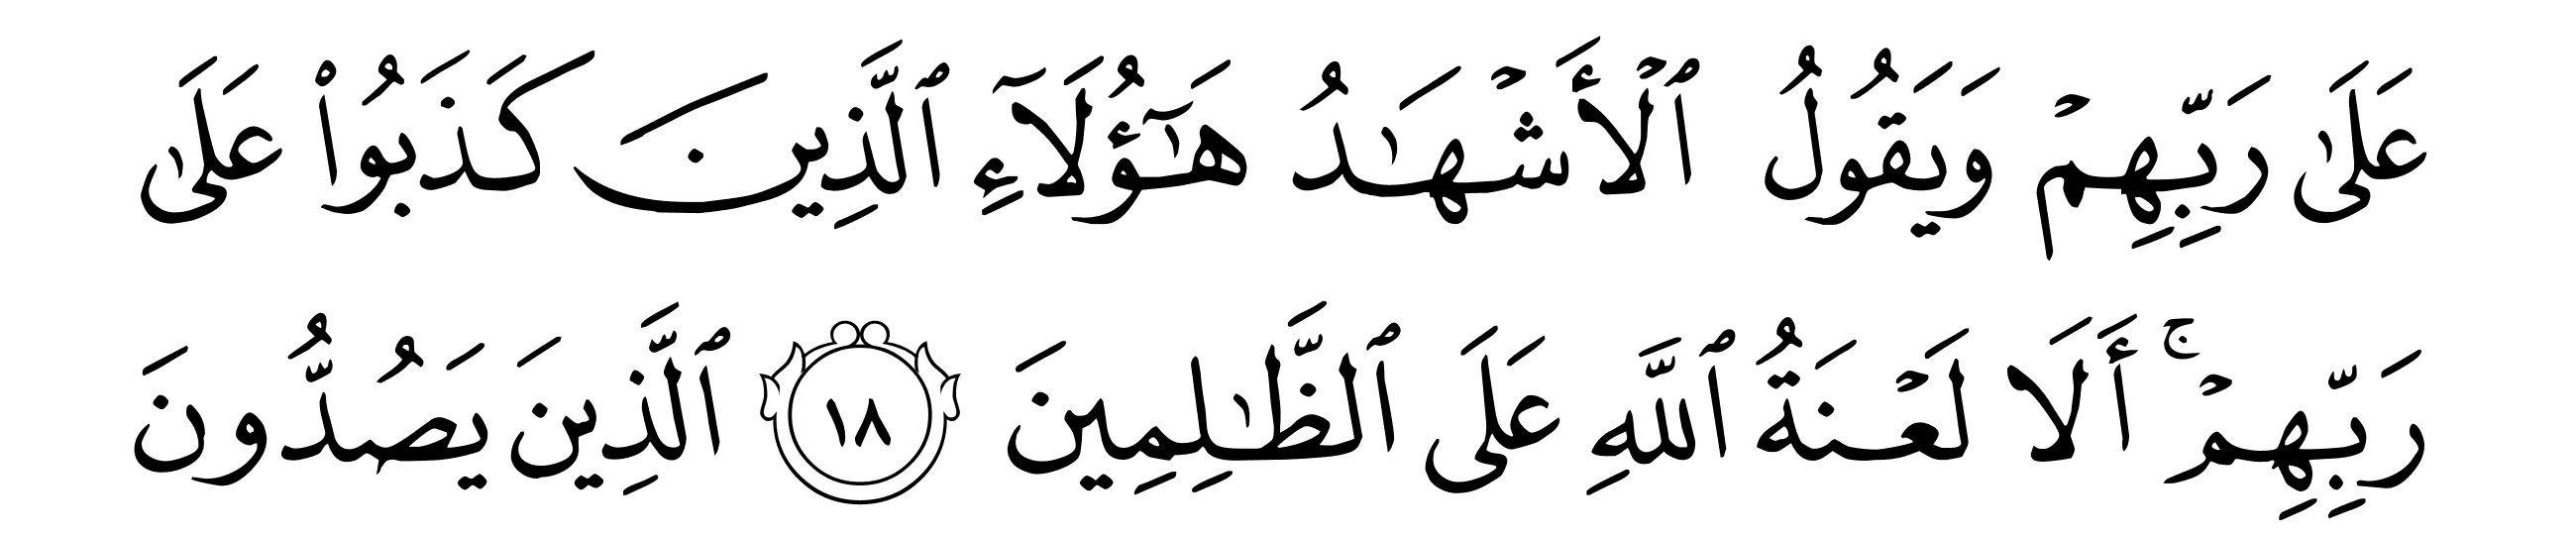 عَلَىٰ رَبِّهِمۡ وَيَقُولُ ٱلۡأَشۡهَٰدُ هَٰٓؤُلَآءِ ٱلَّذِينَ كَذَبُواْ عَلَىٰ
رَبِّهِمۡۚ أَلَا لَعۡنَةُ ٱللَّهِ عَلَى ٱلظَّٰلِمِينَ ١٨ ٱلَّذِينَ يَصُدُّونَ